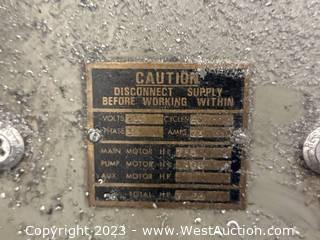 CAUTION
DISCONNECT SUPPLY
BEFORE WORKING WITHIN
VOLTS CYCLES
PHASE AMPS
MAIN MOTOR H.P.
PUMP MOTOR H.P.
AUX. MOTOR H.P.
TOTAL H.P.
Copyright 2023 - WestAuction.com